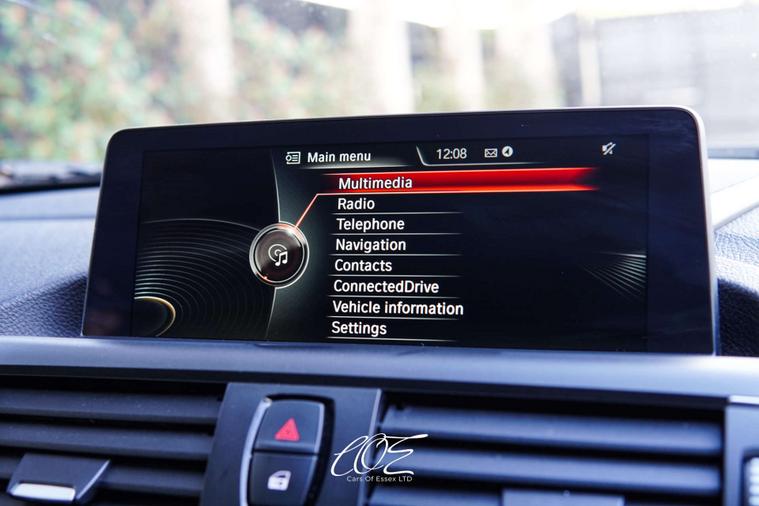 Main menu 12:08
Multimedia
Radio
Telephone
Navigation
Contacts
ConnectedDrive
Vehicle information
Settings
COE
Cars Of Essex LTD